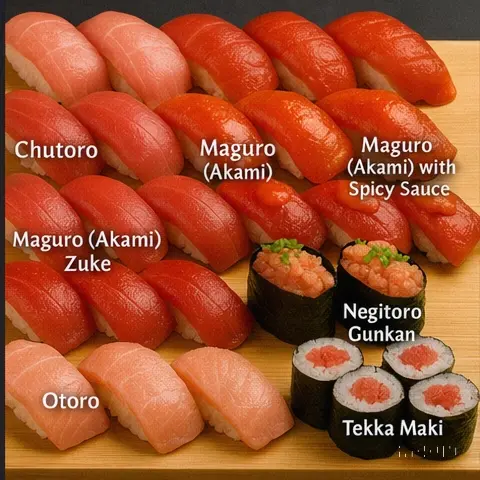 Chutoro
Maguro
(Akami)
Maguro
(Akami) with
Spicy Sauce
Maguro (Akami)
Zuke
Negitoro
Gunkan
Otoro
Tekka Maki